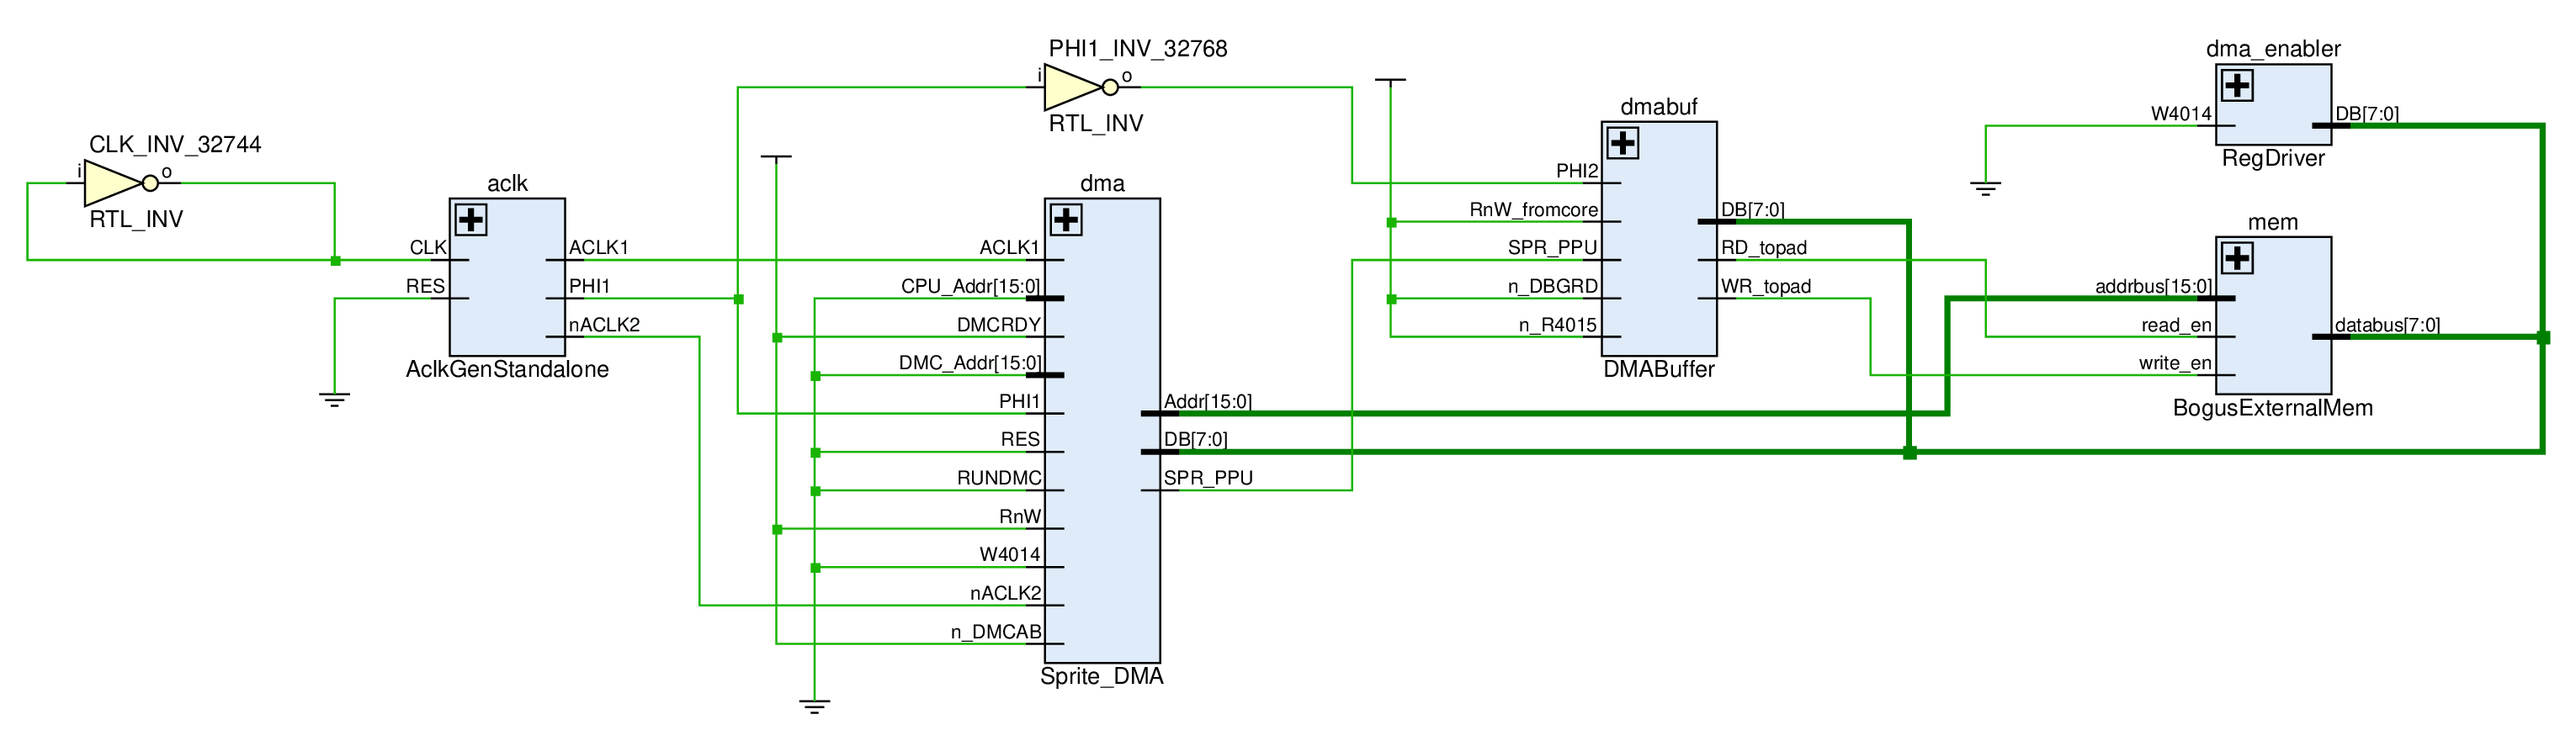 CLK_INV_32744
i
o
RTL_INV
aclk
CLK
RES
ACLK1
PHI1
nACLK2
AclkGenStandalone
PHI1_INV_32768
i
o
RTL_INV
dma
ACLK1
CPU_Addr[15:0]
DMCRDY
DMC_Addr[15:0]
PHI1
RES
RUNDMC
RnW
W4014
nACLK2
n_DMCAB
Addr[15:0]
DB[7:0]
SPR_PPU
Sprite_DMA
dmabuf
PHI2
RnW_fromcore
SPR_PPU
n_DBGRD
n_R4015
DB[7:0]
RD_topad
WR_topad
DMABuffer
dma_enabler
W4014
DB[7:0]
RegDriver
mem
addrbus[15:0]
read_en
write_en
databus[7:0]
BogusExternalMem